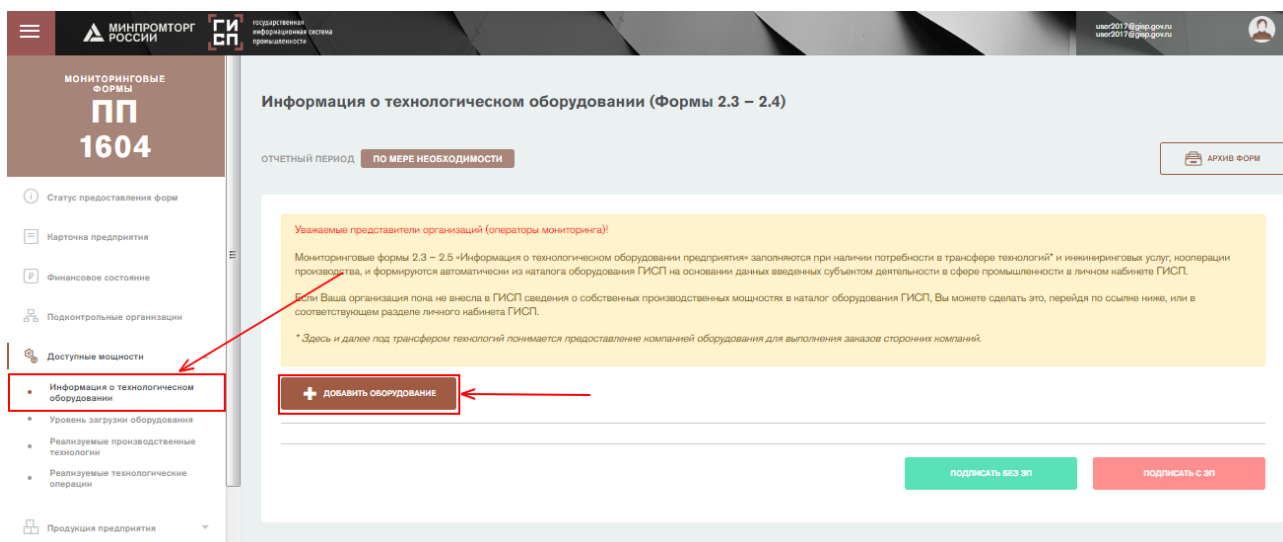 МИНПРОМТОРГ
РОССИИ
ГИСП
государственная
информационная система
промышленности
user2017@gisp.gov.ru
user2017@gisp.gov.ru
МОНИТОРИНГОВЫЕ
ФОРМЫ
ПП
1604
Статус предоставления форм
Карточка предприятия
Финансовое состояние
Подконтрольные организации
Доступные мощности
Информация о технологическом
оборудовании
Уровень загрузки оборудования
Реализуемые производственные
технологии
Реализуемые технологические
операции
Продукция предприятия
Информация о технологическом оборудовании (Формы 2.3 – 2.4)
ОТЧЕТНЫЙ ПЕРИОД ПО МЕРЕ НЕОБХОДИМОСТИ
АРХИВ ФОРМ
Уважаемые представители организаций (операторы мониторинга)!
Мониторинговые формы 2.3 – 2.5 «Информация о технологическом оборудовании предприятия» заполняются при наличии потребности в трансфере технологий* и инжиниринговых услуг, кооперации
производства, и формируются автоматически из каталога оборудования ГИСП на основании данных введенных субъектом деятельности в сфере промышленности в личном кабинете ГИСП.
Если Ваша организация пока не внесла в ГИСП сведения о собственных производственных мощностях в каталог оборудования ГИСП, Вы можете сделать это, перейдя по ссылке ниже, или в
соответствующем разделе личного кабинета ГИСП.
* Здесь и далее под трансфером технологий понимается предоставление компанией оборудования для выполнения заказов сторонних компаний.
ДОБАВИТЬ ОБОРУДОВАНИЕ
ПОДПИСАТЬ БЕЗ ЭП
ПОДПИСАТЬ С ЭП